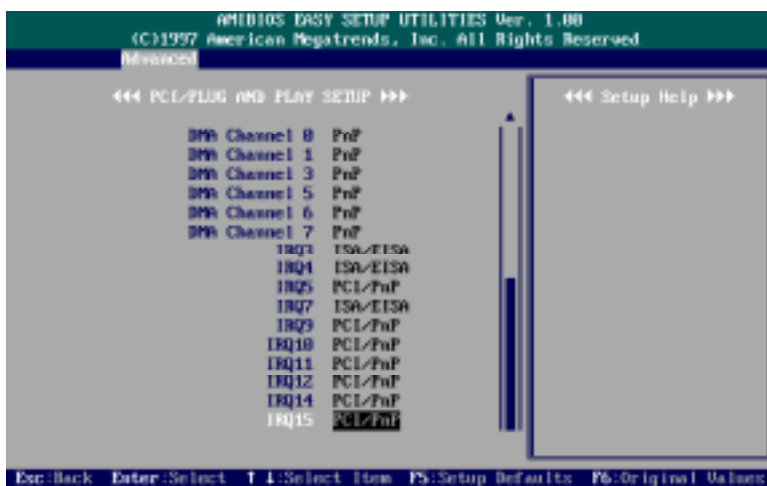 AMIBIOS EASY SETUP UTILITIES Ver. 1.00
(C)1997 American Megatrends, Inc. All Rights Reserved
Advanced
PCI/PLUG AND PLAY SETUP
Setup Help
DMA Channel 0 PnP
DMA Channel 1 PnP
DMA Channel 3 PnP
DMA Channel 5 PnP
DMA Channel 6 PnP
DMA Channel 7 PnP
IRQ3 ISA/EISA
IRQ4 ISA/EISA
IRQ5 PCI/PnP
IRQ7 ISA/EISA
IRQ9 PCI/PnP
IRQ10 PCI/PnP
IRQ11 PCI/PnP
IRQ12 PCI/PnP
IRQ14 PCI/PnP
IRQ15 PCI/PnP
Esc:Back Enter:Select ↑ ↓:Select Item F5:Setup Defaults F6:Original Values